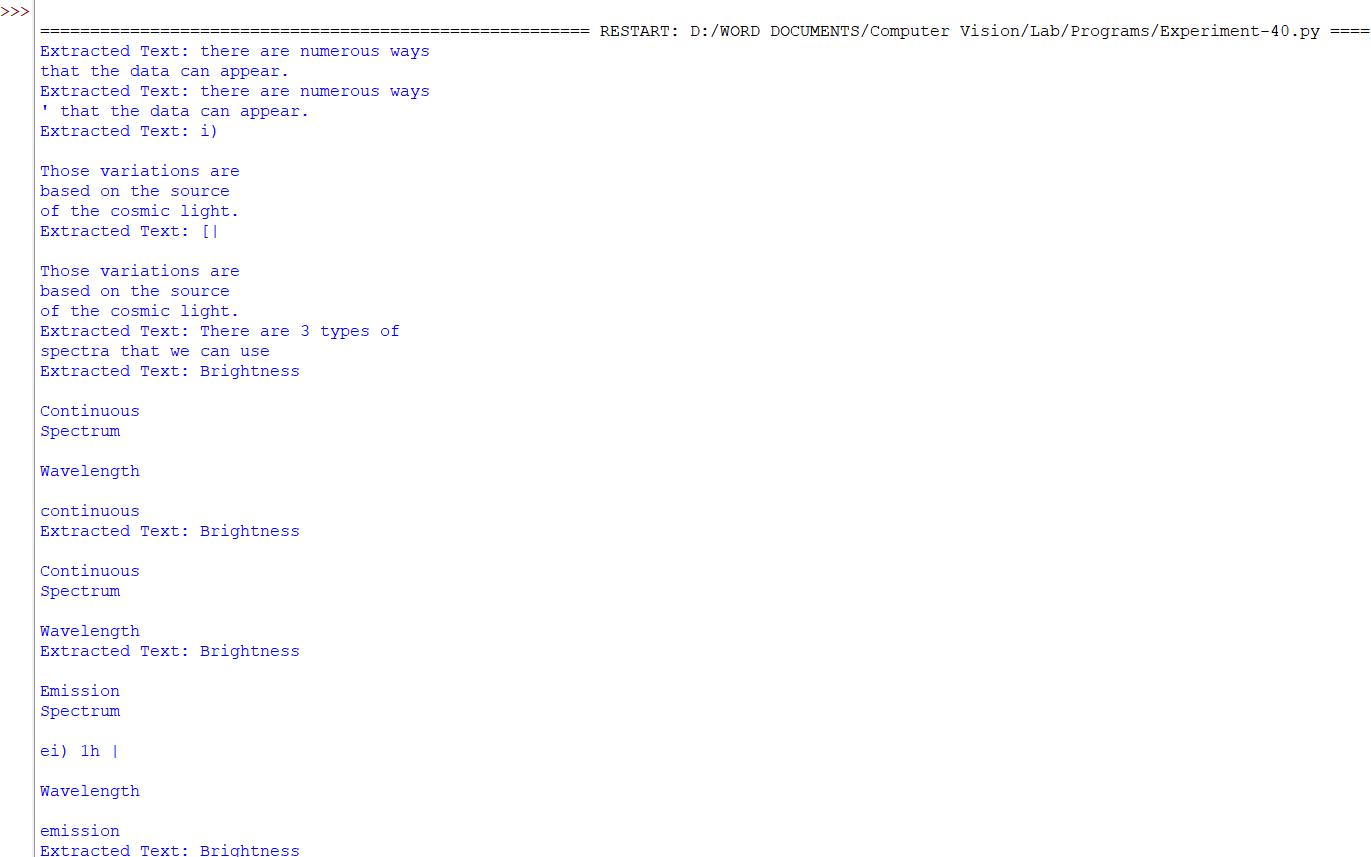 >>>
====================================================== RESTART: D:/WORD DOCUMENTS/Computer Vision/Lab/Programs/Experiment-40.py ====
Extracted Text: there are numerous ways
that the data can appear.
Extracted Text: there are numerous ways
' that the data can appear.
Extracted Text: i)
Those variations are
based on the source
of the cosmic light.
Extracted Text: [|
Those variations are
based on the source
of the cosmic light.
Extracted Text: There are 3 types of
spectra that we can use
Extracted Text: Brightness
Continuous
Spectrum
Wavelength
continuous
Extracted Text: Brightness
Continuous
Spectrum
Wavelength
Extracted Text: Brightness
Emission
Spectrum
ei) 1h |
Wavelength
emission
Extracted Text: Brightness